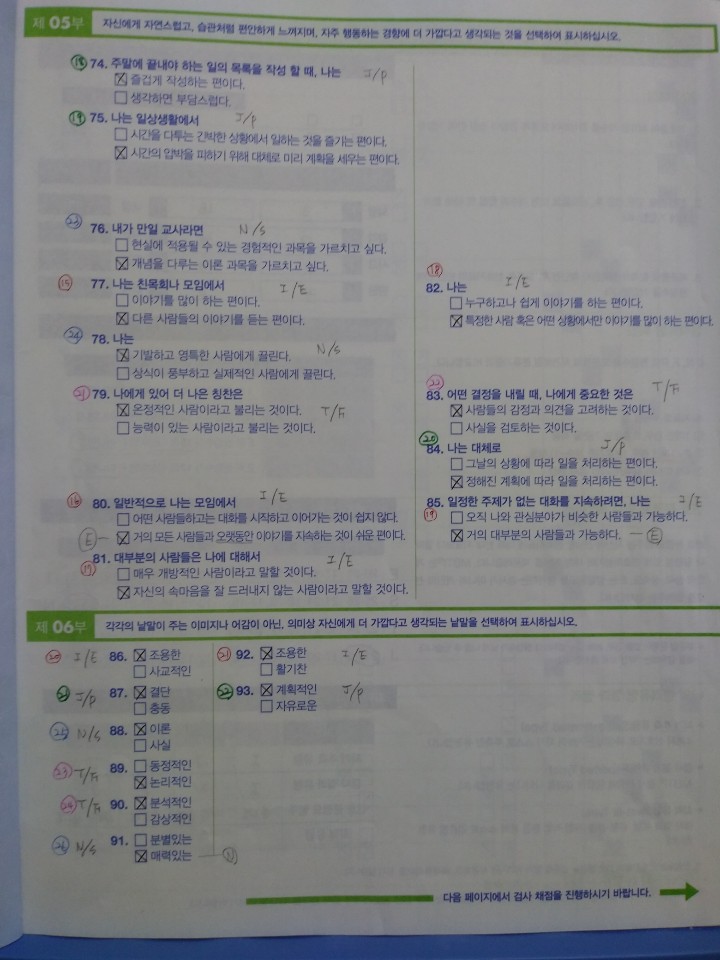 제 05부
자신에게 자연스럽고, 습관처럼 편안하게 느껴지며, 자주 행동하는 경향에 더 가깝다고 생각되는 것을 선택하여 표시하십시오.
18 74. 주말에 끝내야 하는 일의 목록을 작성 할 때, 나는 J/P
즐겁게 작성하는 편이다.
생각하면 부담스럽다.
19 75. 나는 일상생활에서 J/P
시간을 다투는 긴박한 상황에서 일하는 것을 즐기는 편이다.
시간의 압박을 피하기 위해 대체로 미리 계획을 세우는 편이다.
23 76. 내가 만일 교사라면 N/S
현실에 적용될 수 있는 경험적인 과목을 가르치고 싶다.
개념을 다루는 이론 과목을 가르치고 싶다.
15 77. 나는 친목회나 모임에서 I/E
이야기를 많이 하는 편이다.
다른 사람들의 이야기를 듣는 편이다.
24 78. 나는 N/S
기발하고 영특한 사람에게 끌린다.
상식이 풍부하고 실제적인 사람에게 끌린다.
21 79. 나에게 있어 더 나은 칭찬은
온정적인 사람이라고 불리는 것이다. T/F
능력이 있는 사람이라고 불리는 것이다.
16 80. 일반적으로 나는 모임에서 I/E
어떤 사람들하고는 대화를 시작하고 이어가는 것이 쉽지 않다.
E 거의 모든 사람들과 오랫동안 이야기를 지속하는 것이 쉬운 편이다.
81. 대부분의 사람들은 나에 대해서 I/E
매우 개방적인 사람이라고 말할 것이다.
자신의 속마음을 잘 드러내지 않는 사람이라고 말할 것이다.
18
82. 나는 I/E
누구하고나 쉽게 이야기를 하는 편이다.
특정한 사람 혹은 어떤 상황에서만 이야기를 많이 하는 편이다.
22
83. 어떤 결정을 내릴 때, 나에게 중요한 것은 T/F
사람들의 감정과 의견을 고려하는 것이다.
사실을 검토하는 것이다.
20
84. 나는 대체로 J/P
그날의 상황에 따라 일을 처리하는 편이다.
정해진 계획에 따라 일을 처리하는 편이다.
85. 일정한 주제가 없는 대화를 지속하려면, 나는 I/E
19 오직 나와 관심분야가 비슷한 사람들과 가능하다.
거의 대부분의 사람들과 가능하다. E
제 06부
각각의 낱말이 주는 이미지나 어감이 아닌, 의미상 자신에게 더 가깝다고 생각되는 낱말을 선택하여 표시하십시오.
20 I/E 86. 조용한
사교적인
21 J/P 87. 결단
충동
25 N/S 88. 이론
사실
23 T/F 89. 동정적인
논리적인
24 T/F 90. 분석적인
감상적인
26 N/S 91. 분별있는
매력있는 N
21 92. 조용한 I/E
활기찬
22 93. 계획적인 J/P
자유로운
다음 페이지에서 검사 채점을 진행하시기 바랍니다.